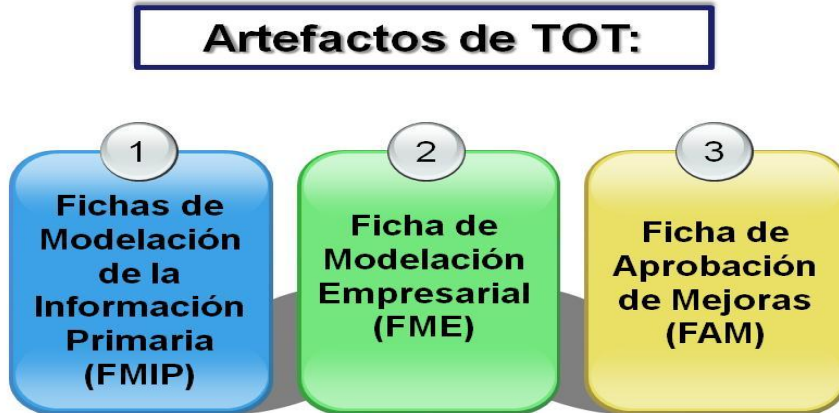 Artefactos de TOT:
1
Fichas de
Modelación
de la
Información
Primaria
(FMIP)
2
Ficha de
Modelación
Empresarial
(FME)
3
Ficha de
Aprobación
de Mejoras
(FAM)